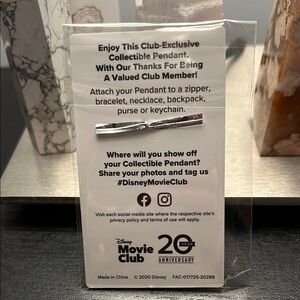 Enjoy This Club-Exclusive
Collectible Pendant,
With Our Thanks For Being
A Valued Club Member!
Attach your Pendant to a zipper,
bracelet, necklace, backpack,
purse or keychain.
Where will you show off
your Collectible Pendant?
Share your photos and tag us
#DisneyMovieClub
Visit each social media site where the respective site's
privacy policy and terms of use will apply.
Disney
Movie
Club
20
ANNIVERSARY
Made in China © 2020 Disney FAC-017725-20288